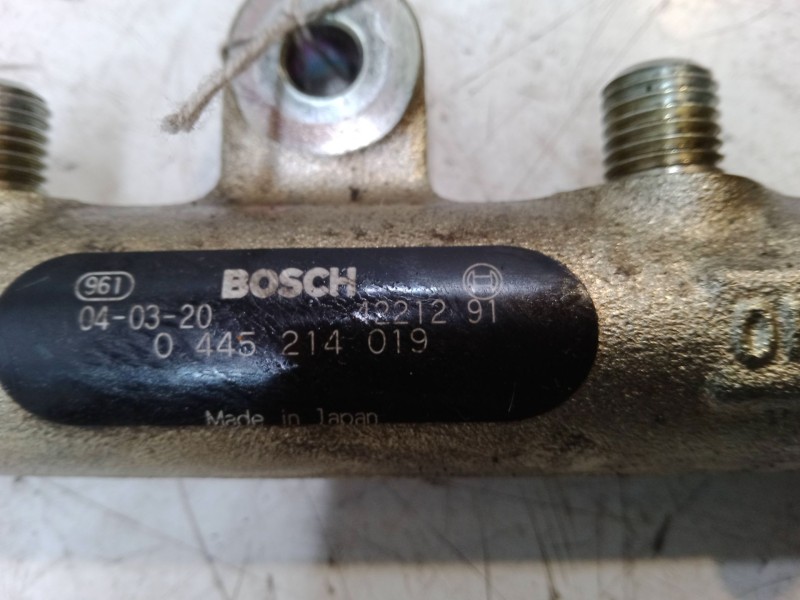 961 BOSCH
04-03-20 42212 91
0 445 214 019
Made in Japan